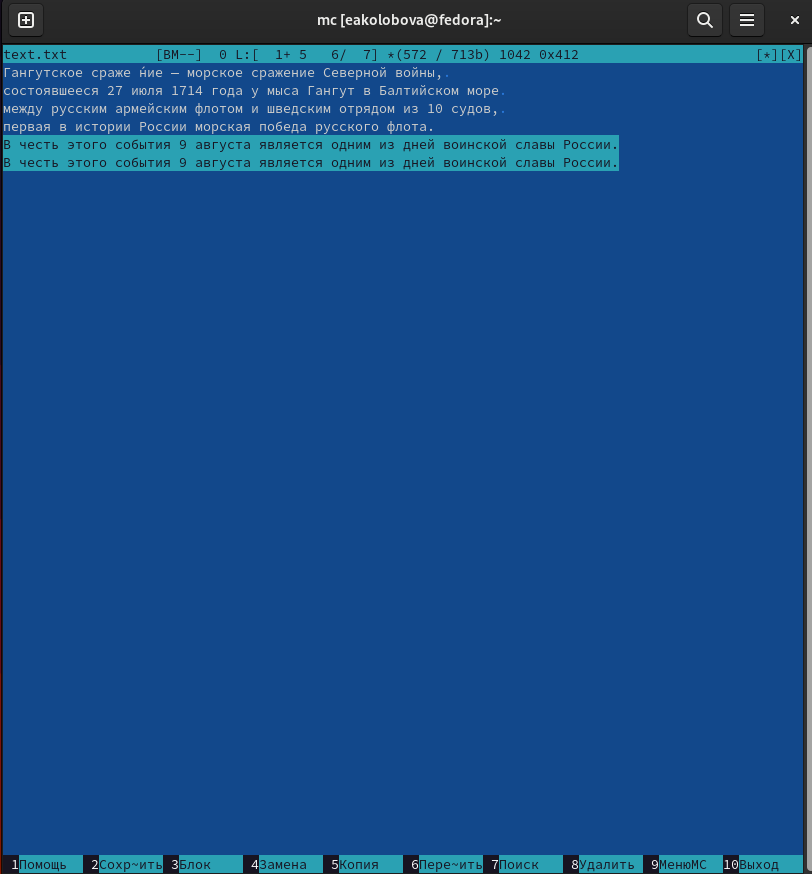 mc [eakolobova@fedora]:~
text.txt [BM--] 0 L:[ 1+ 5 6/ 7] *(572 / 713b) 1042 0x412 [*][X]
Гангутское сраже́ние — морское сражение Северной войны,.
состоявшееся 27 июля 1714 года у мыса Гангут в Балтийском море.
между русским армейским флотом и шведским отрядом из 10 судов,.
первая в истории России морская победа русского флота.
В честь этого события 9 августа является одним из дней воинской славы России.
В честь этого события 9 августа является одним из дней воинской славы России.
1Помощь 2Сохр~ить 3Блок 4Замена 5Копия 6Пере~ить 7Поиск 8Удалить 9МенюMC 10Выход